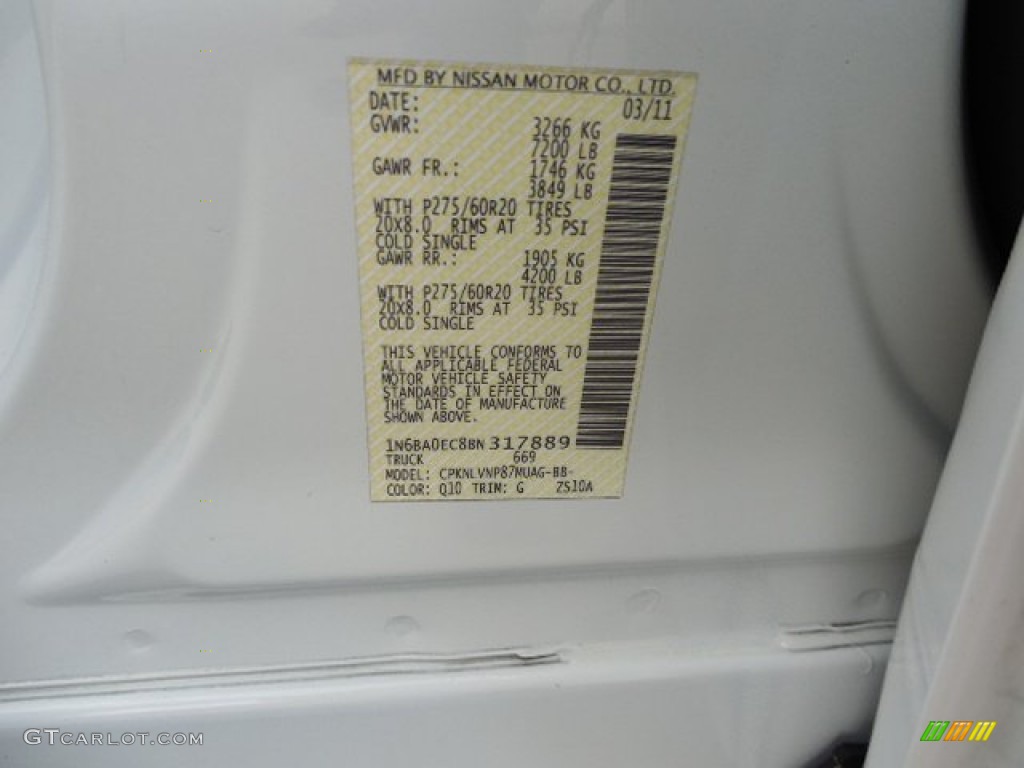 MFD BY NISSAN MOTOR CO., LTD.
DATE: 03/11
GVWR: 3266 KG
7200 LB
GAWR FR.: 1746 KG
3849 LB
WITH P275/60R20 TIRES
20X8.0 RIMS AT 35 PSI
COLD SINGLE
GAWR RR.: 1905 KG
4200 LB
WITH P275/60R20 TIRES
20X8.0 RIMS AT 35 PSI
COLD SINGLE
THIS VEHICLE CONFORMS TO
ALL APPLICABLE FEDERAL
MOTOR VEHICLE SAFETY
STANDARDS IN EFFECT ON
THE DATE OF MANUFACTURE
SHOWN ABOVE.
1N6BA0EC8BN317889
TRUCK 669
MODEL: CPKNLVNP87MUAG-BB-
COLOR: Q10 TRIM: G ZS10A
GTCARLOT.COM